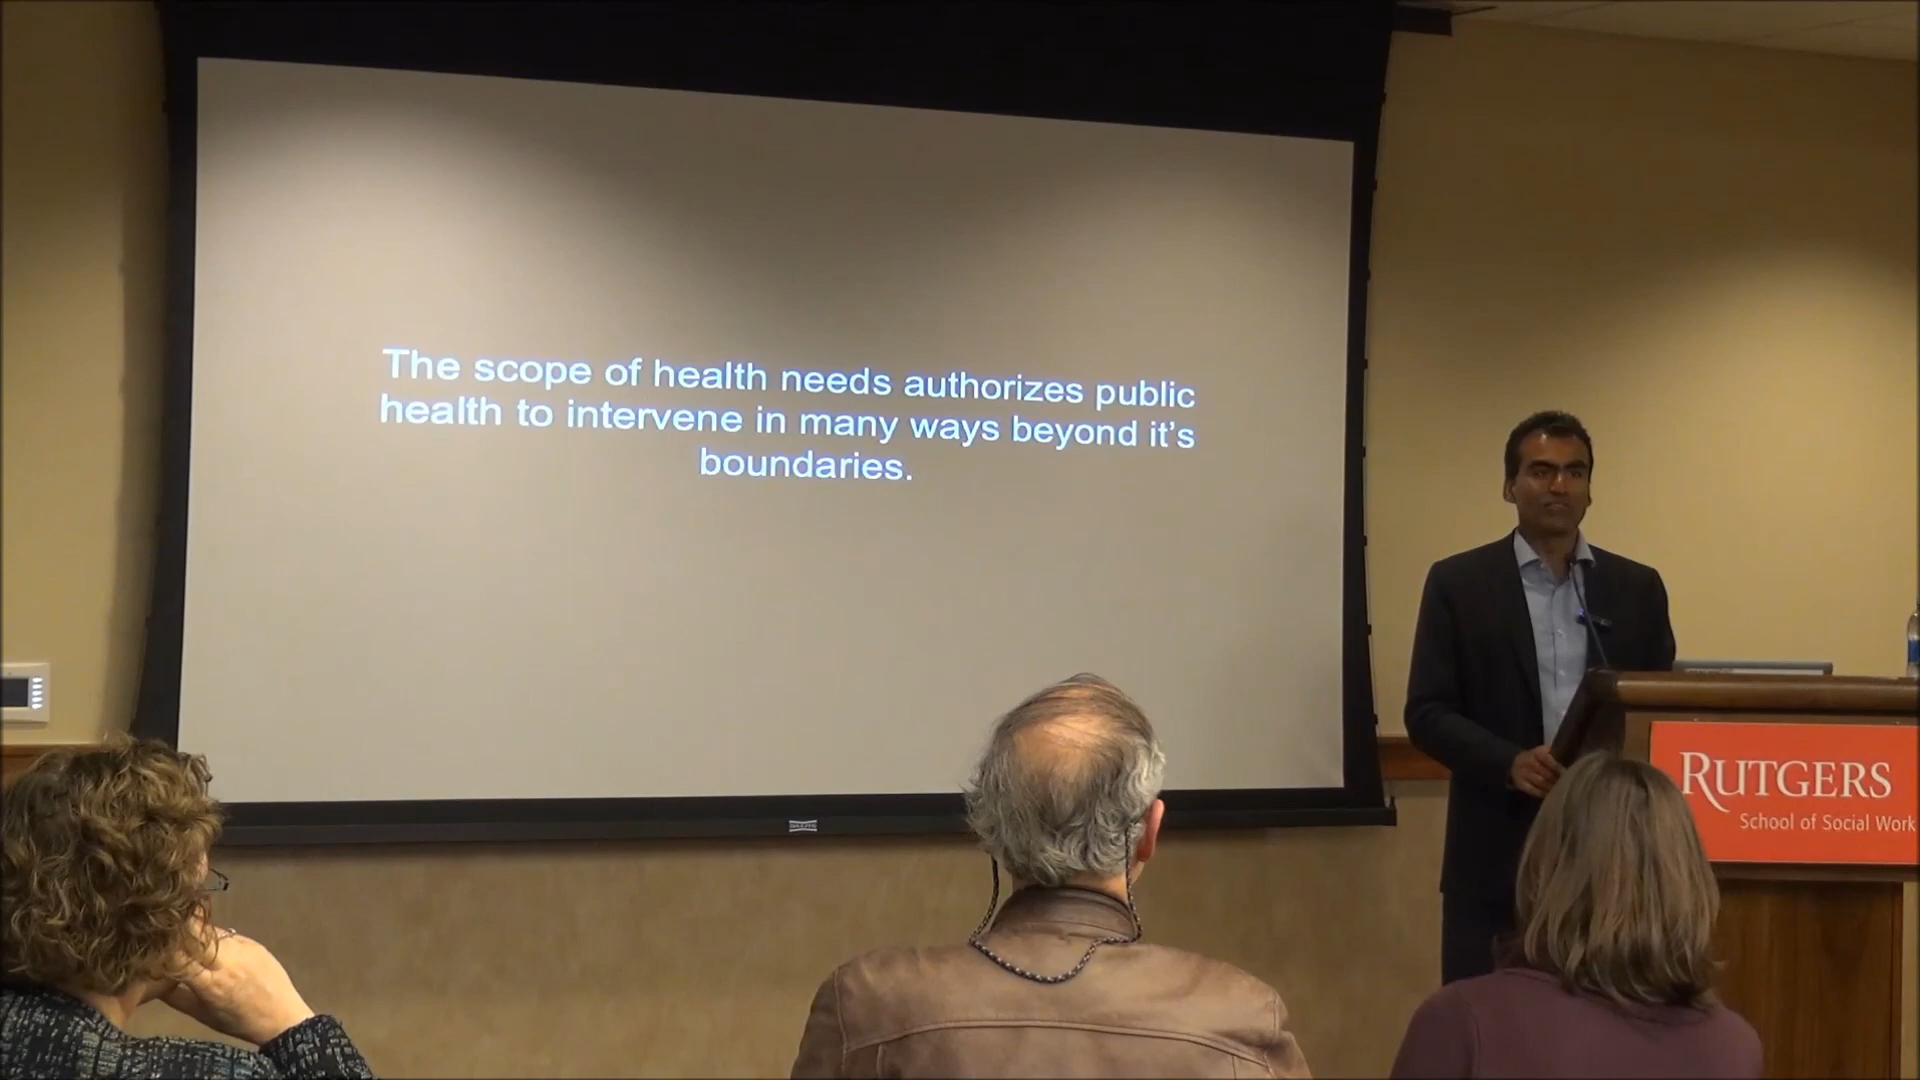 The scope of health needs authorizes public
health to intervene in many ways beyond it's
boundaries.
RUTGERS
School of Social Work